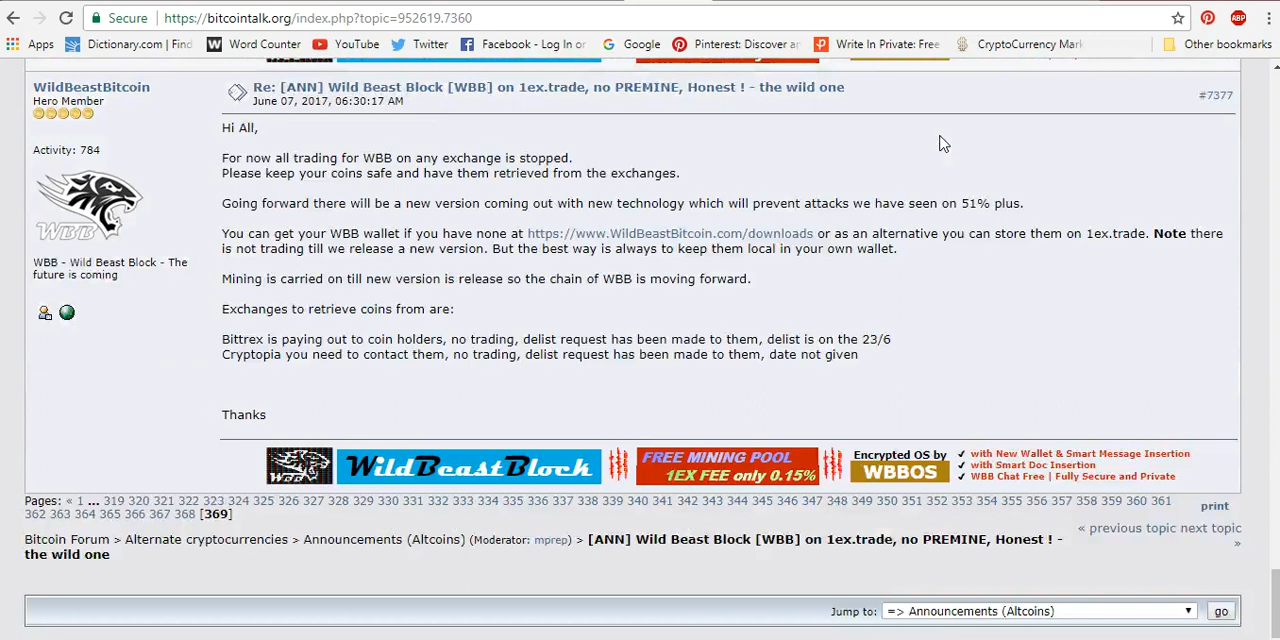 Secure https://bitcointalk.org/index.php?topic=952619.7360 ABP
Apps Dictionary.com | Find Word Counter YouTube Twitter Facebook - Log In or Google Pinterest: Discover Write In Private: Free CryptoCurrency Mark Other bookmarks
WildBeastBitcoin
Hero Member
Activity: 784
WBB
WBB - Wild Beast Block - The
future is coming
Re: [ANN] Wild Beast Block [WBB] on 1ex.trade, no PREMINE, Honest ! - the wild one
June 07, 2017, 06:30:17 AM
#7377
Hi All,
For now all trading for WBB on any exchange is stopped.
Please keep your coins safe and have them retrieved from the exchanges.
Going forward there will be a new version coming out with new technology which will prevent attacks we have seen on 51% plus.
You can get your WBB wallet if you have none at https://www.WildBeastBitcoin.com/downloads or as an alternative you can store them on 1ex.trade. Note there
is not trading till we release a new version. But the best way is always to keep them local in your own wallet.
Mining is carried on till new version is release so the chain of WBB is moving forward.
Exchanges to retrieve coins from are:
Bittrex is paying out to coin holders, no trading, delist request has been made to them, delist is on the 23/6
Cryptopia you need to contact them, no trading, delist request has been made to them, date not given
Thanks
WBB
WildBeastBlock
FREE MINING POOL
1EX FEE only 0.15%
Encrypted OS by
WBBOS
✓ with New Wallet & Smart Message Insertion
✓ with Smart Doc Insertion
✓ WBB Chat Free | Fully Secure and Private
Pages: « 1 ... 319 320 321 322 323 324 325 326 327 328 329 330 331 332 333 334 335 336 337 338 339 340 341 342 343 344 345 346 347 348 349 350 351 352 353 354 355 356 357 358 359 360 361
362 363 364 365 366 367 368 [369]
print
« previous topic next topic
»
Bitcoin Forum > Alternate cryptocurrencies > Announcements (Altcoins) (Moderator: mprep) > [ANN] Wild Beast Block [WBB] on 1ex.trade, no PREMINE, Honest ! -
the wild one
Jump to: => Announcements (Altcoins) go